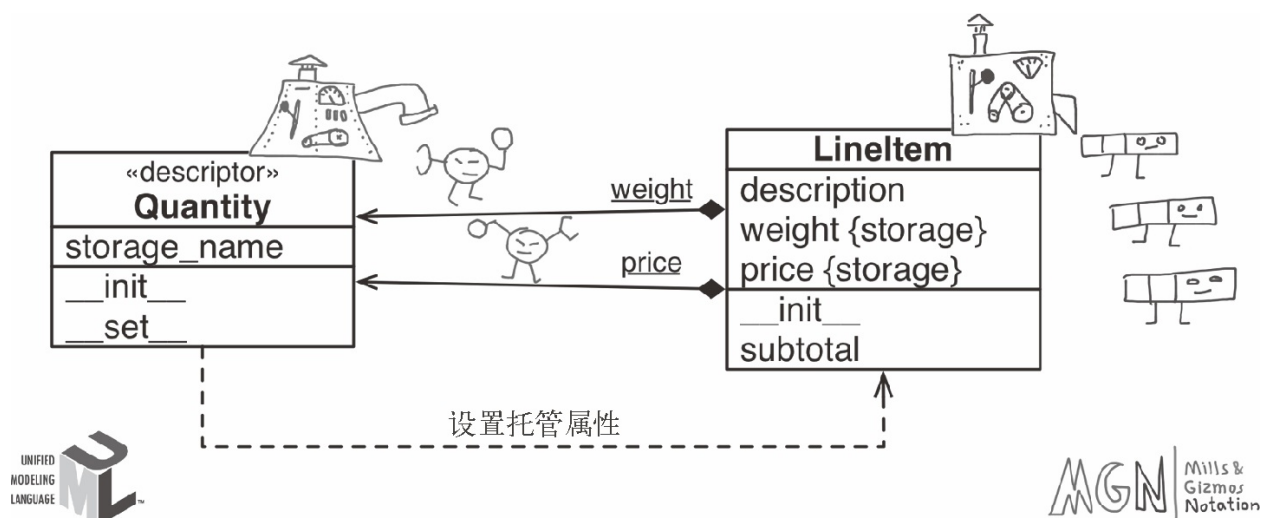 «descriptor»
Quantity
storage_name
__init__
__set__
weight
price
LineItem
description
weight {storage}
price {storage}
__init__
subtotal
设置托管属性
UNIFIED
MODELING
LANGUAGE
UML™
MGN
Mills &
Gizmos
Notation